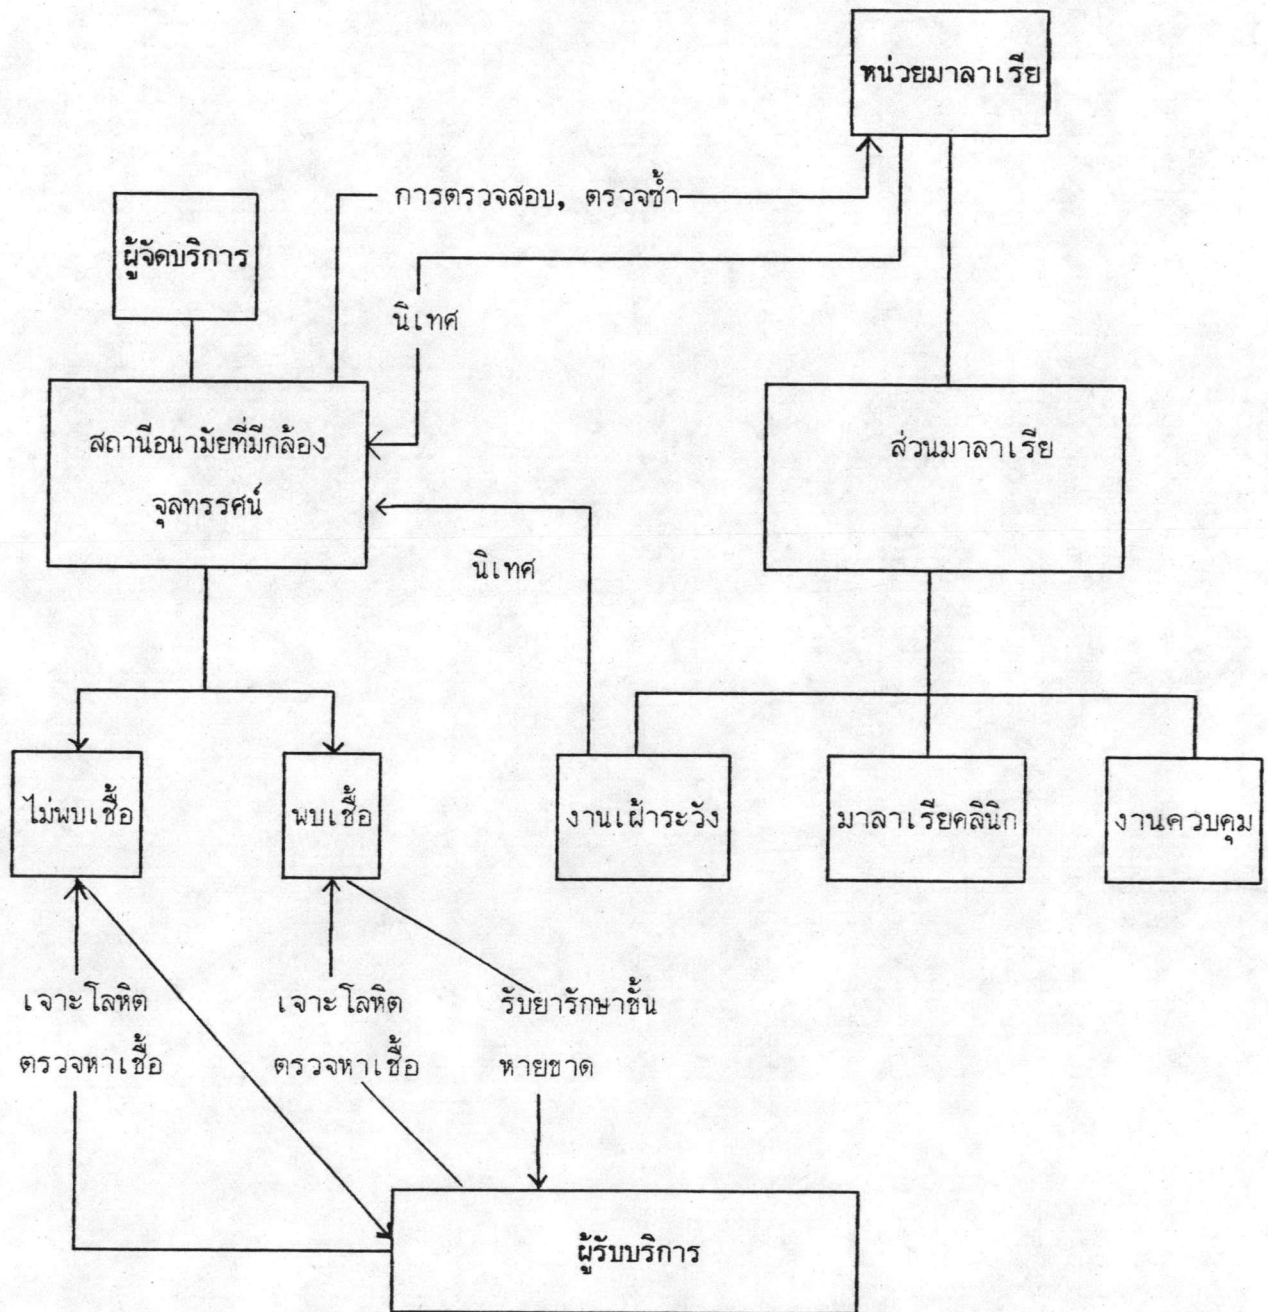 หน่วยมาลาเรีย
การตรวจสอบ, ตรวจซ้ำ
ผู้จัดบริการ
นิเทศ
สถานีอนามัยที่มีกล้อง
จุลทรรศน์
ส่วนมาลาเรีย
นิเทศ
ไม่พบเชื้อ
พบเชื้อ
งานเฝ้าระวัง
มาลาเรียคลินิก
งานควบคุม
เจาะโลหิต
ตรวจหาเชื้อ
เจาะโลหิต
ตรวจหาเชื้อ
รับยารักษาขั้น
หายขาด
ผู้รับบริการ